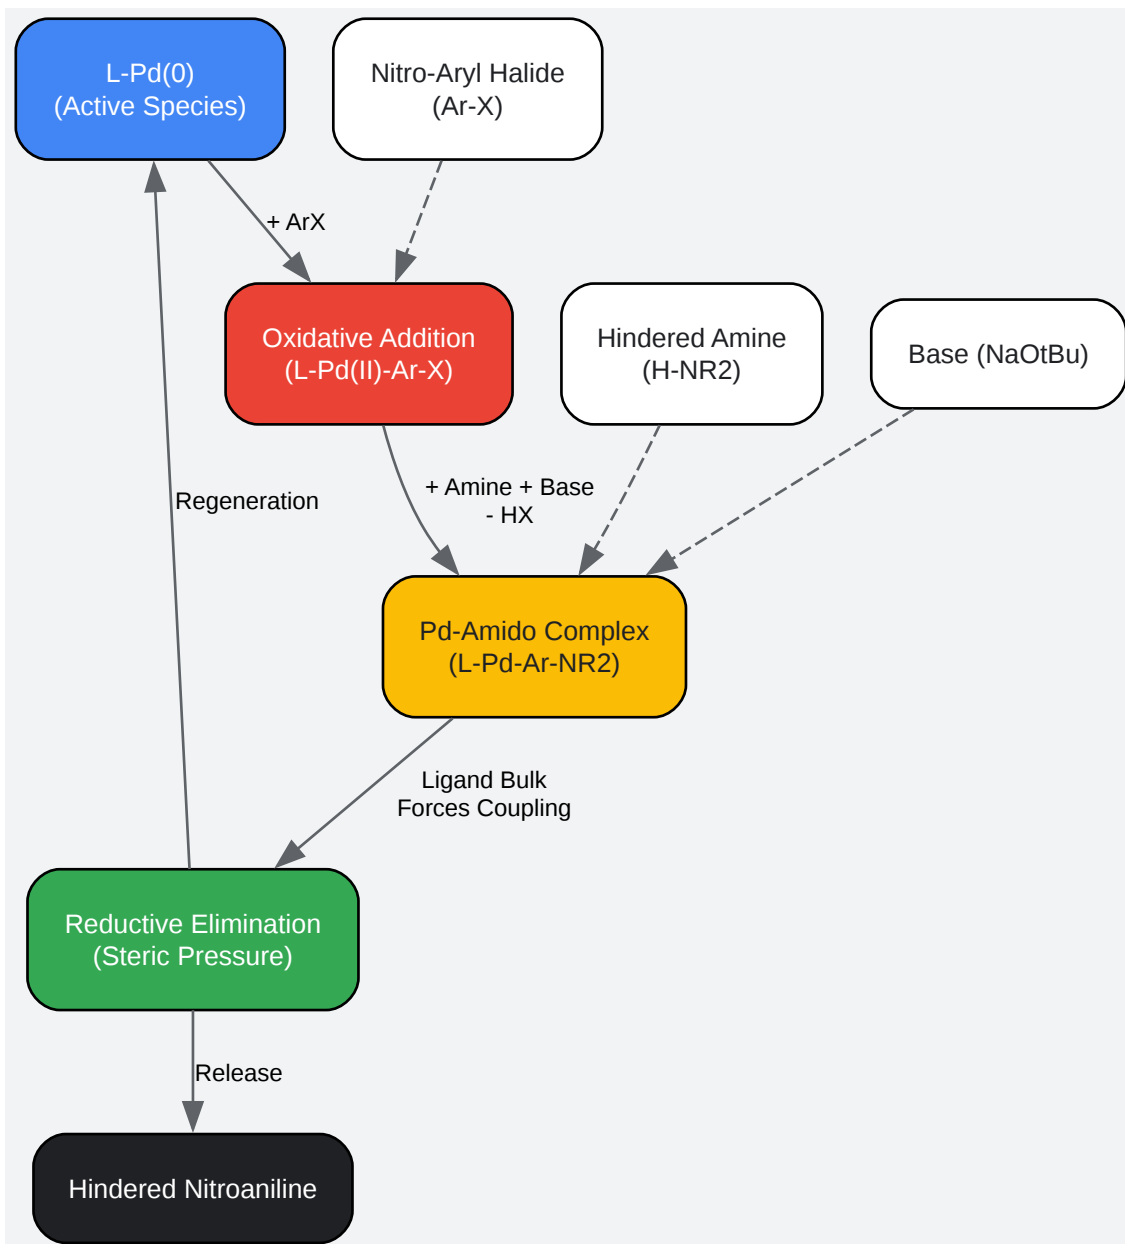 L-Pd(0)
(Active Species)
Nitro-Aryl Halide
(Ar-X)
+ ArX
Oxidative Addition
(L-Pd(II)-Ar-X)
Hindered Amine
(H-NR2)
Base (NaOtBu)
Regeneration
+ Amine + Base
- HX
Pd-Amido Complex
(L-Pd-Ar-NR2)
Ligand Bulk
Forces Coupling
Reductive Elimination
(Steric Pressure)
Release
Hindered Nitroaniline